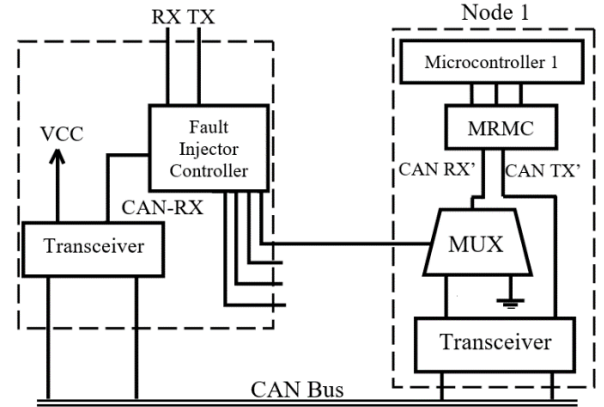 RX TX
Node 1
Microcontroller 1
MRMC
Fault
Injector
Controller
VCC
CAN RX’ CAN TX’
CAN-RX
Transceiver
MUX
Transceiver
CAN Bus